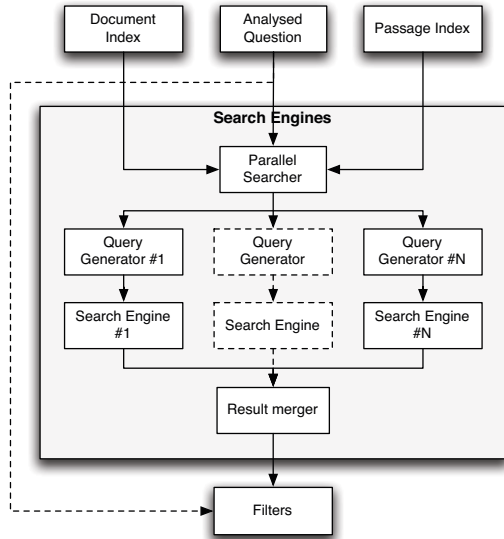 Document
Index
Analysed
Question
Passage Index
Search Engines
Parallel
Searcher
Query
Generator #1
Query
Generator
Query
Generator #N
Search Engine
#1
Search Engine
Search Engine
#N
Result merger
Filters